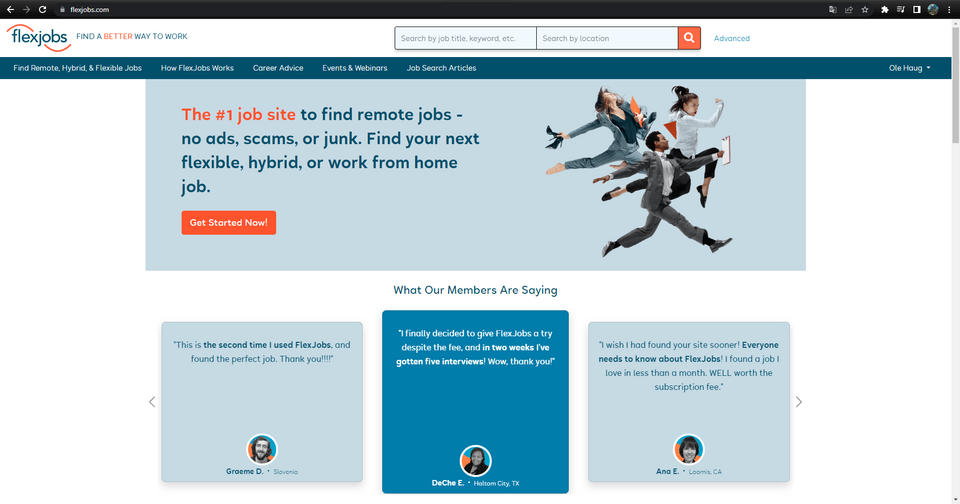 flexjobs.com
flexjobs FIND A BETTER WAY TO WORK
Search by job title, keyword, etc.
Search by location
Advanced
Find Remote, Hybrid, & Flexible Jobs
How FlexJobs Works
Career Advice
Events & Webinars
Job Search Articles
Ole Haug
The #1 job site to find remote jobs -
no ads, scams, or junk. Find your next
flexible, hybrid, or work from home
job.
Get Started Now!
What Our Members Are Saying
"This is the second time I used FlexJobs, and
found the perfect job. Thank you!!!!"
Graeme D. • Slovenia
"I finally decided to give FlexJobs a try
despite the fee, and in two weeks I've
gotten five interviews! Wow, thank you!"
DeChe E. • Haltom City, TX
"I wish I had found your site sooner! Everyone
needs to know about FlexJobs! I found a job I
love in less than a month. WELL worth the
subscription fee."
Ana E. • Loomis, CA